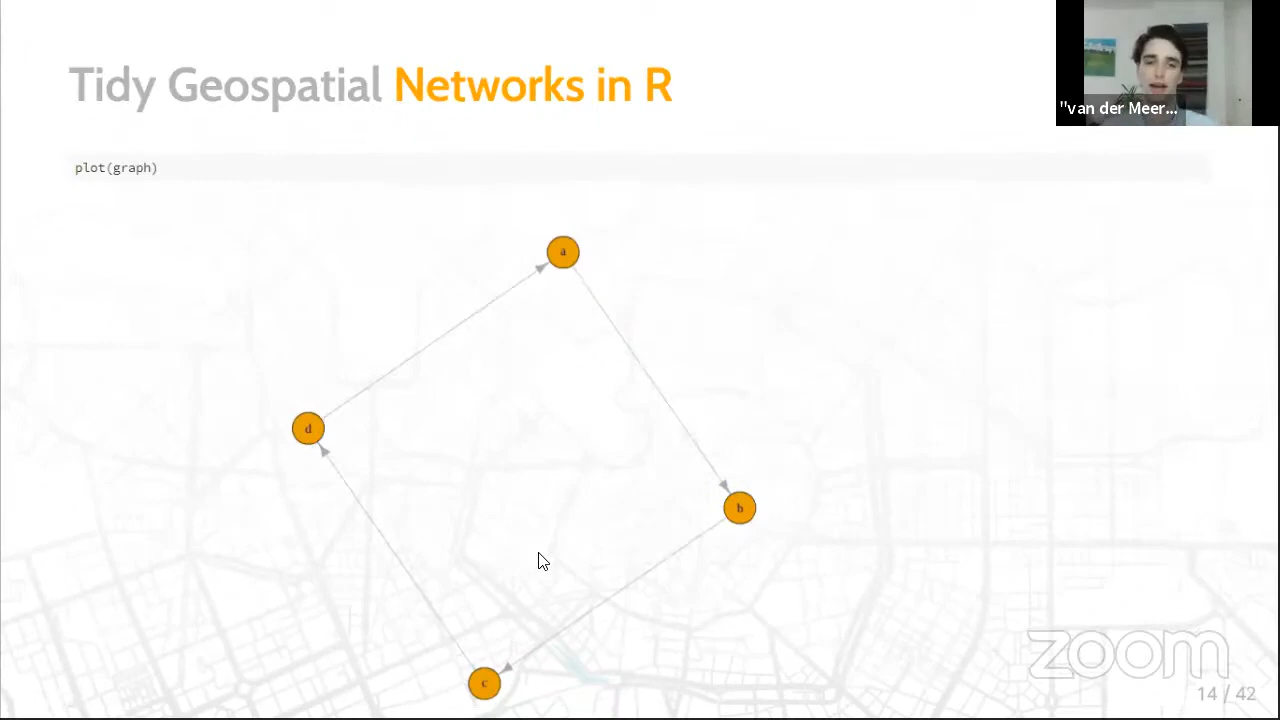 Tidy Geospatial Networks in R
"van der Meer...
plot(graph)
a
d
b
c
zoom
14 / 42